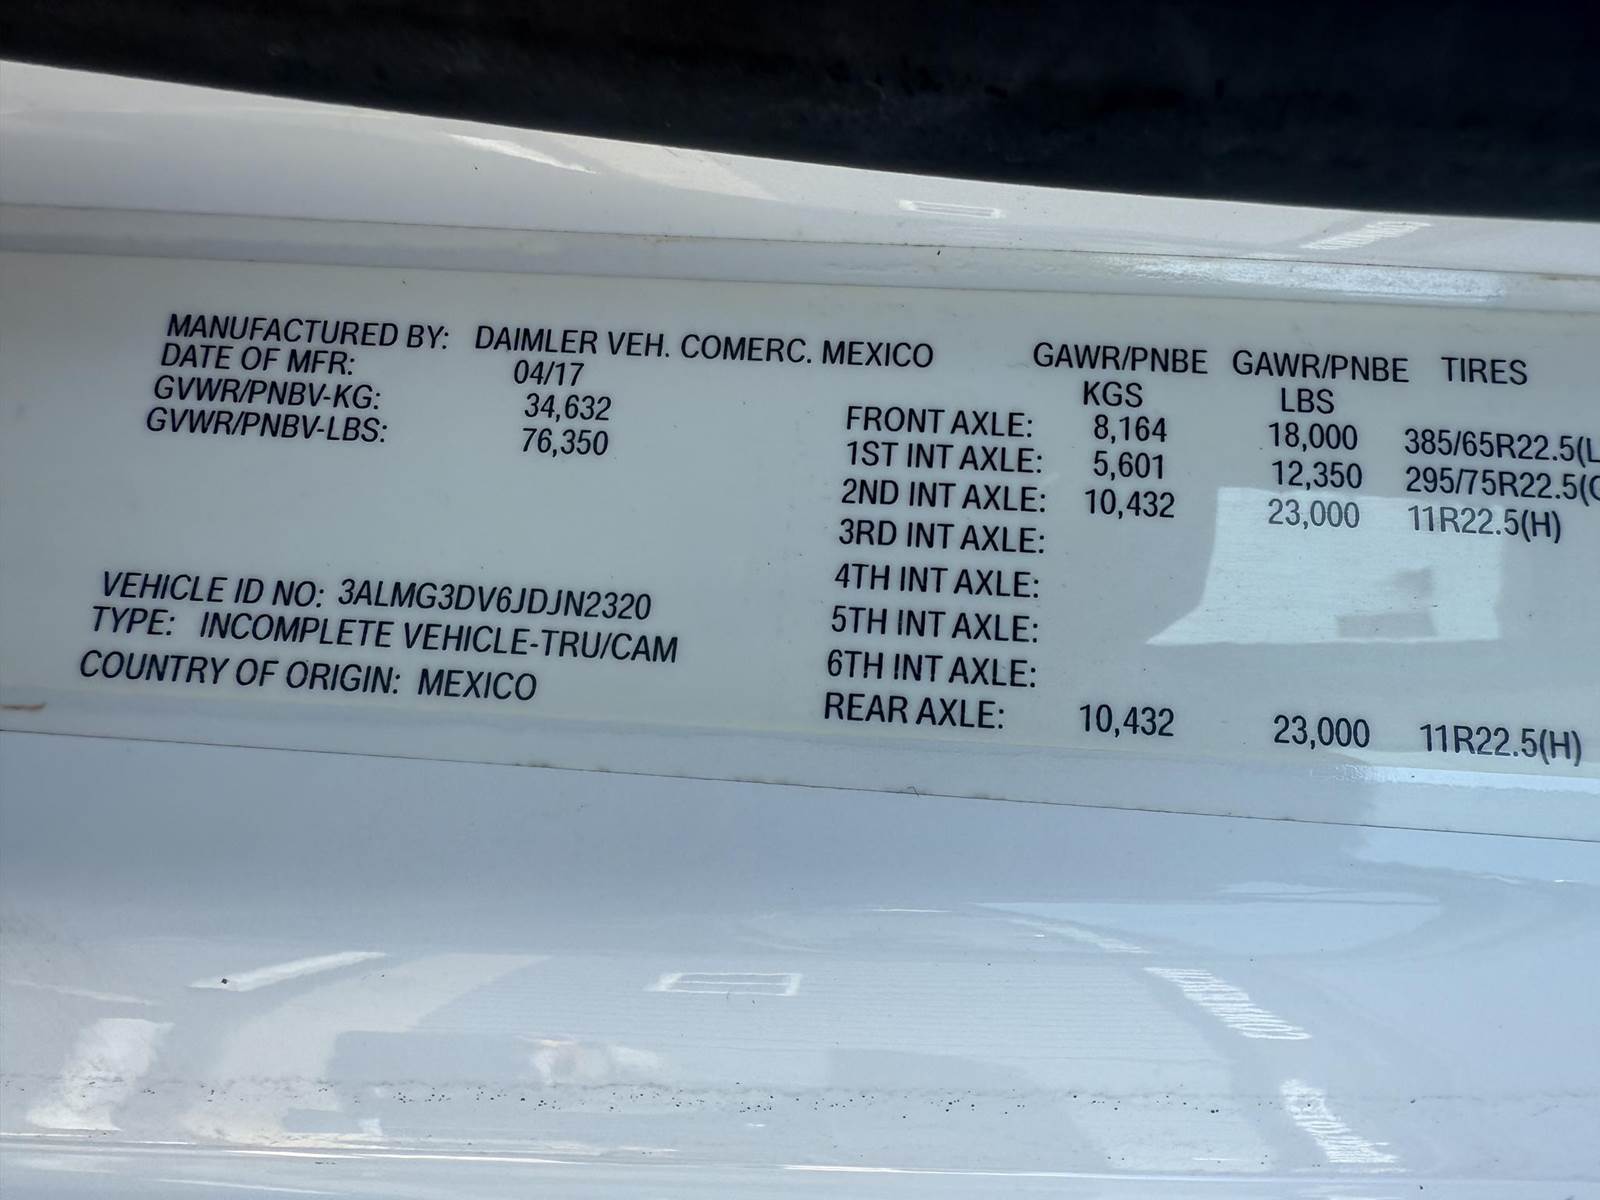 MANUFACTURED BY: DAIMLER VEH. COMERC. MEXICO
DATE OF MFR: 04/17
GVWR/PNBV-KG: 34,632
GVWR/PNBV-LBS: 76,350
VEHICLE ID NO: 3ALMG3DV6JDJN2320
TYPE: INCOMPLETE VEHICLE-TRU/CAM
COUNTRY OF ORIGIN: MEXICO
GAWR/PNBE GAWR/PNBE TIRES
KGS LBS
FRONT AXLE: 8,164 18,000 385/65R22.5(L
1ST INT AXLE: 5,601 12,350 295/75R22.5(
2ND INT AXLE: 10,432 23,000 11R22.5(H)
3RD INT AXLE:
4TH INT AXLE:
5TH INT AXLE:
6TH INT AXLE:
REAR AXLE: 10,432 23,000 11R22.5(H)